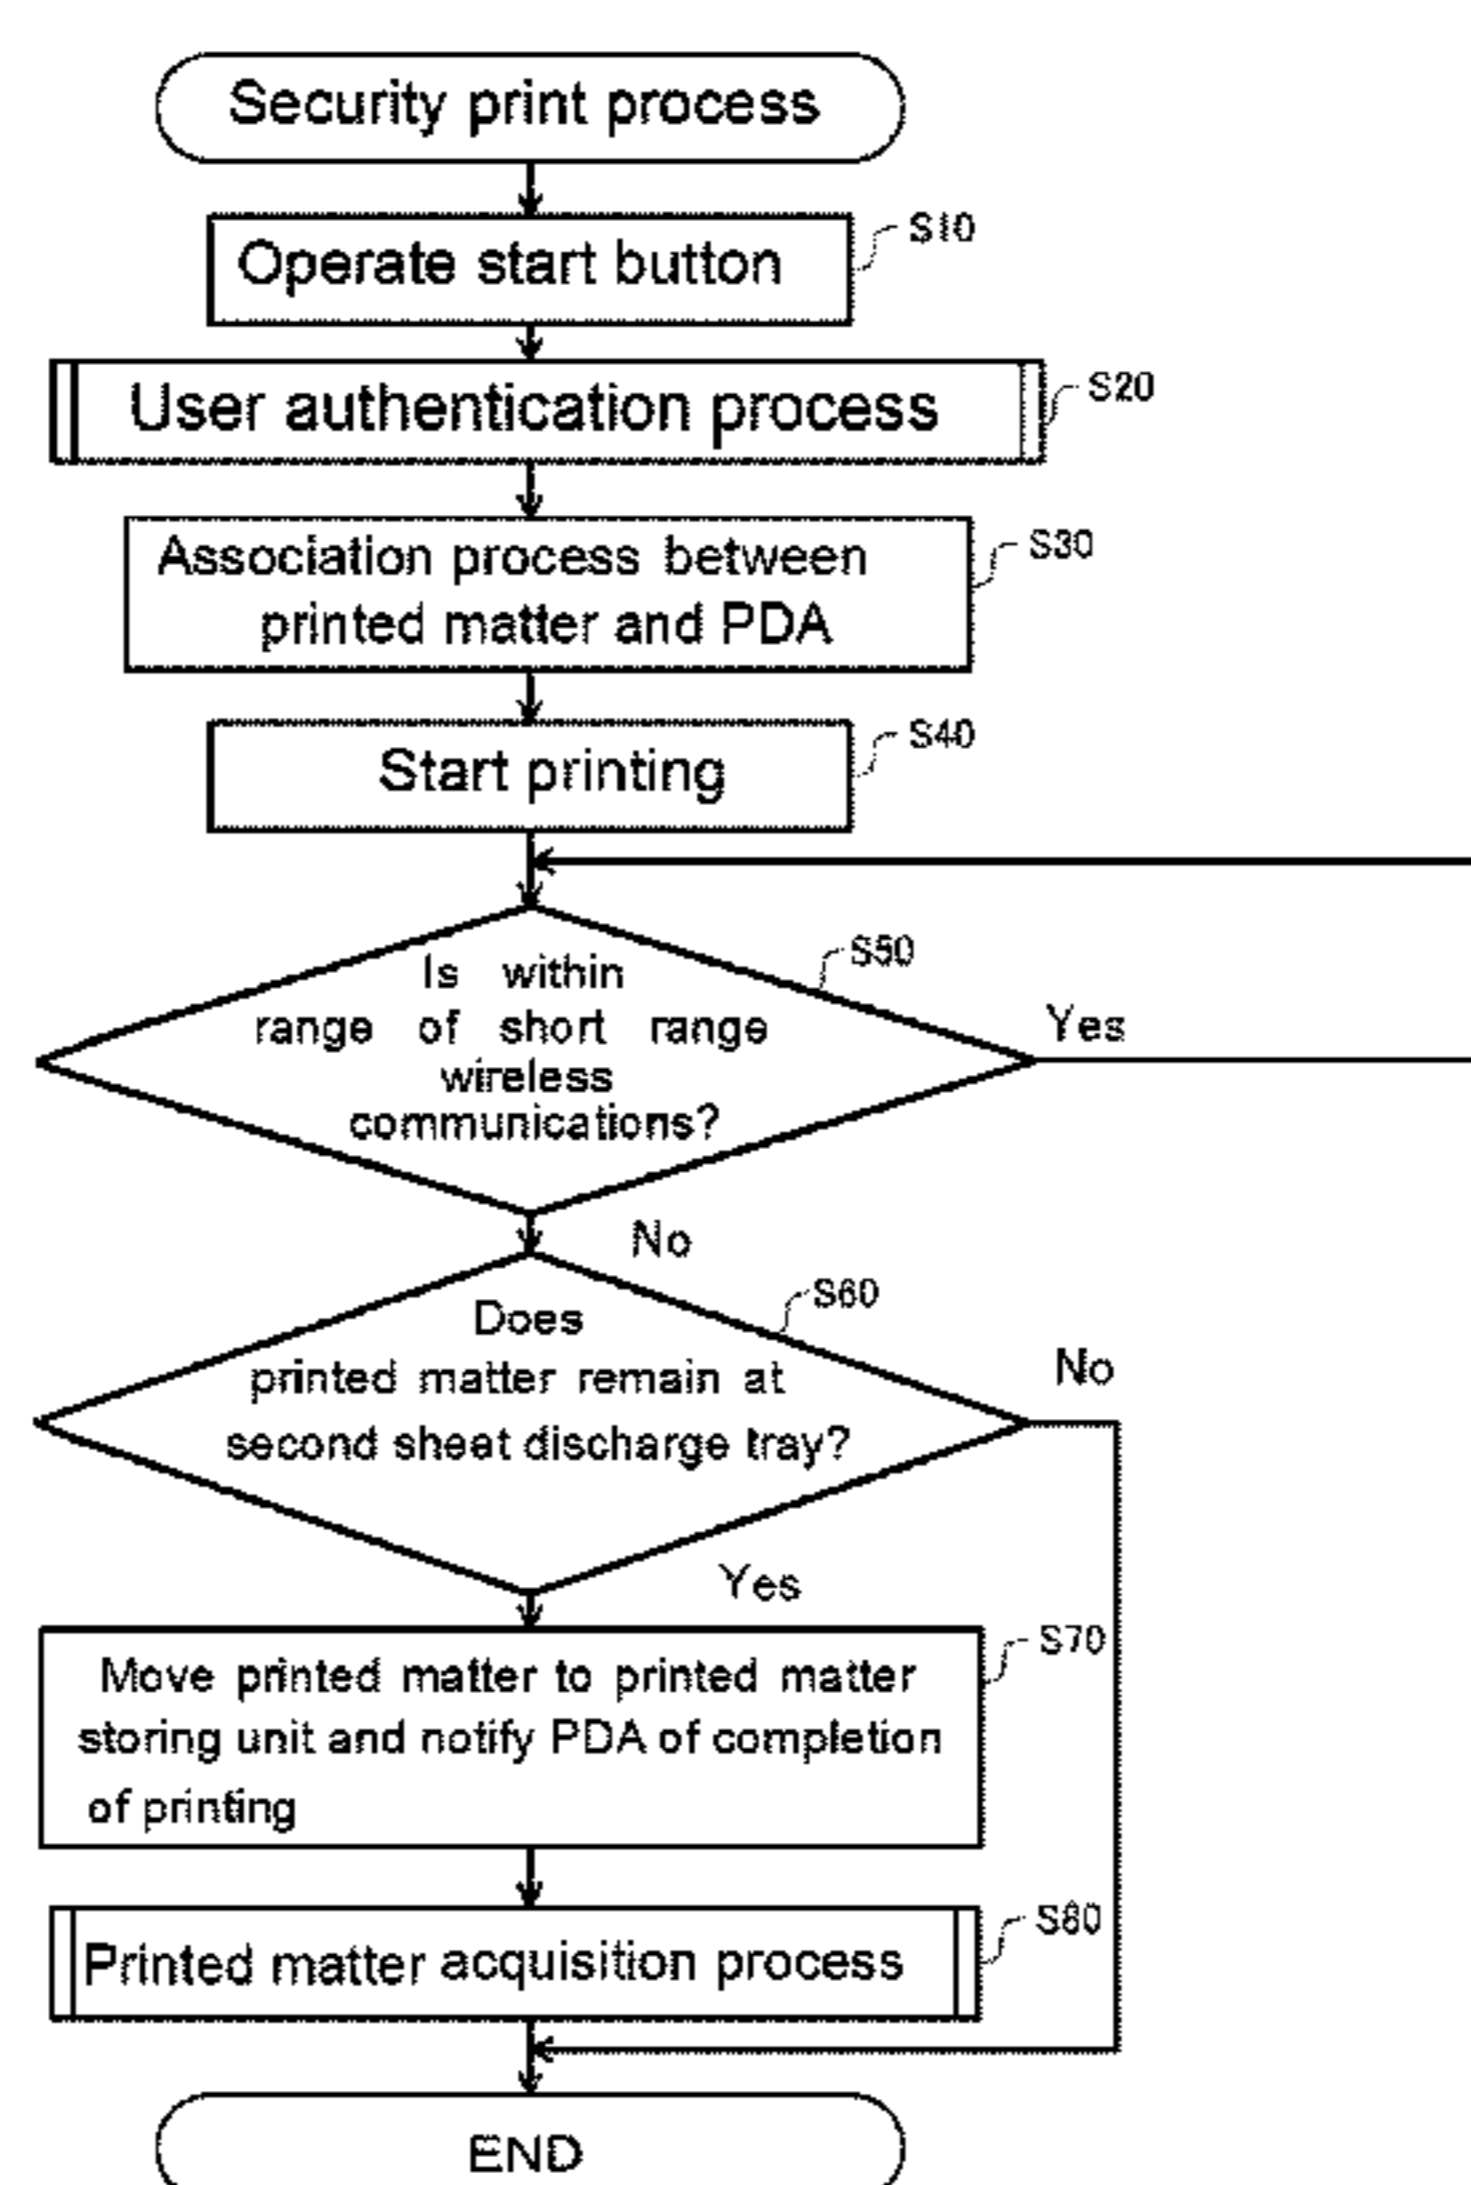 Security print process
Operate start button
S10
User authentication process
S20
Association process between
printed matter and PDA
S30
Start printing
S40
Is within
range of short range
wireless
communications?
S50
Yes
No
Does
printed matter remain at
second sheet discharge tray?
S60
No
Yes
Move printed matter to printed matter
storing unit and notify PDA of completion
of printing
S70
Printed matter acquisition process
S80
END